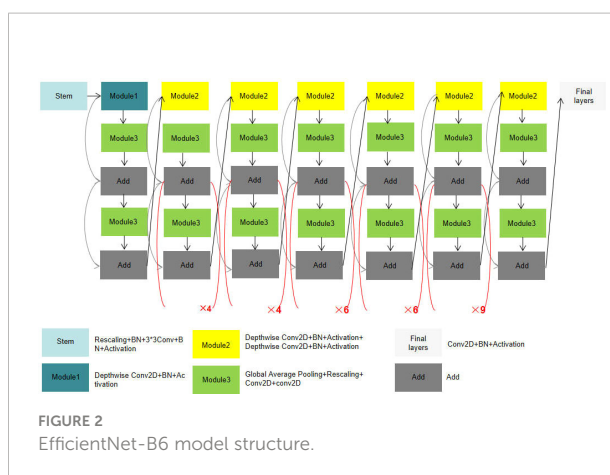 Stem Module1 Module2 Module2 Module2 Module2 Module2 Module2 Final layers
Module3 Module3 Module3 Module3 Module3 Module3 Module3
Add Add Add Add Add Add Add
Module3 Module3 Module3 Module3 Module3 Module3 Module3
Add Add Add Add Add Add Add
×4 ×4 ×6 ×6 ×9
Stem
Rescaling+BN+3*3Conv+B
N+Activation
Module2
Depthwise Conv2D+BN+Activation+
Depthwise Conv2D+BN+Activation
Final
layers
Conv2D+BN+Activation
Module1
Depthwise Conv2D+BN+Ac
tivation
Module3
Global Average Pooling+Rescaling+
Conv2D+conv2D
Add
Add
FIGURE 2
EfficientNet-B6 model structure.